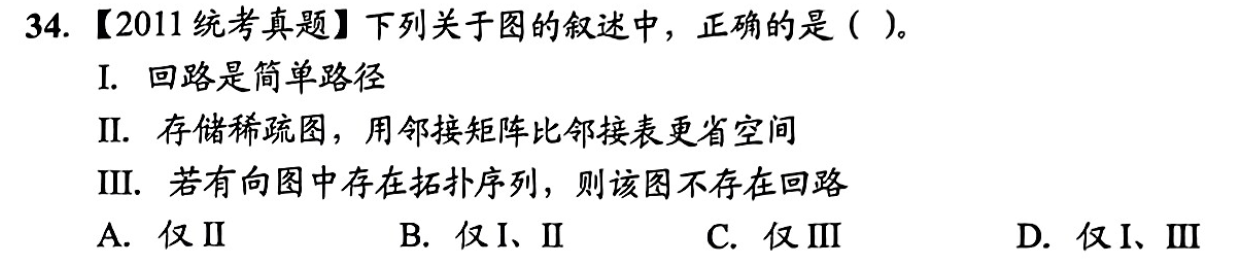 34. 【2011 统考真题】下列关于图的叙述中，正确的是（ ）。
I. 回路是简单路径
II. 存储稀疏图，用邻接矩阵比邻接表更省空间
III. 若有向图中存在拓扑序列，则该图不存在回路
A. 仅 II B. 仅 I、II C. 仅 III D. 仅 I、III